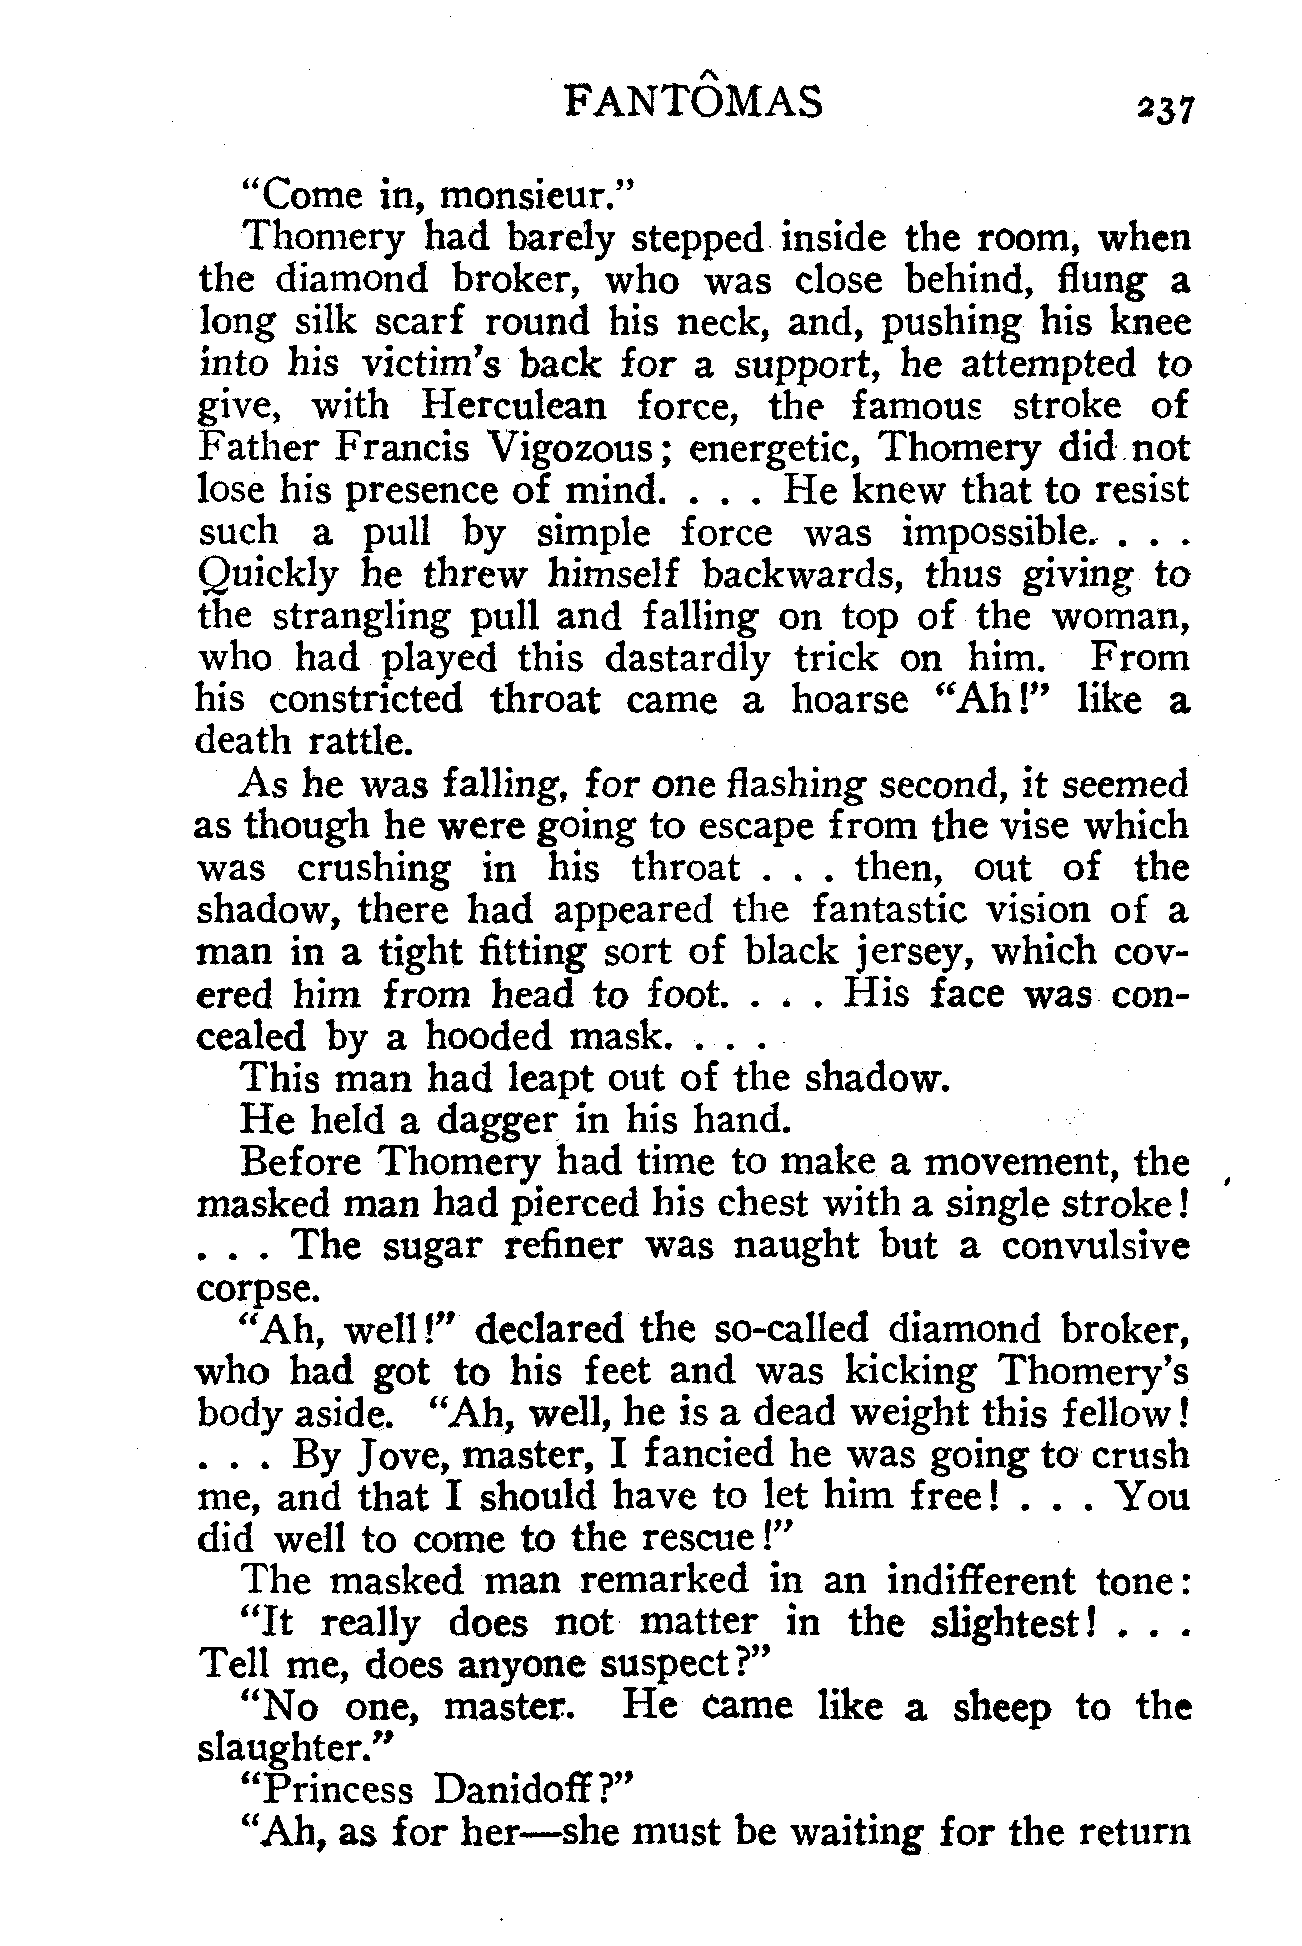 FANTÔMAS 237
“Come in, monsieur.”
Thomery had barely stepped inside the room, when
the diamond broker, who was close behind, flung a
long silk scarf round his neck, and, pushing his knee
into his victim’s back for a support, he attempted to
give, with Herculean force, the famous stroke of
Father Francis Vigozous; energetic, Thomery did not
lose his presence of mind. . . . He knew that to resist
such a pull by simple force was impossible. . . .
Quickly he threw himself backwards, thus giving to
the strangling pull and falling on top of the woman,
who had played this dastardly trick on him. From
his constricted throat came a hoarse “Ah!” like a
death rattle.
As he was falling, for one flashing second, it seemed
as though he were going to escape from the vise which
was crushing in his throat . . . then, out of the
shadow, there had appeared the fantastic vision of a
man in a tight fitting sort of black jersey, which cov-
ered him from head to foot. . . . His face was con-
cealed by a hooded mask. . . .
This man had leapt out of the shadow.
He held a dagger in his hand.
Before Thomery had time to make a movement, the
masked man had pierced his chest with a single stroke!
. . . The sugar refiner was naught but a convulsive
corpse.
“Ah, well!” declared the so-called diamond broker,
who had got to his feet and was kicking Thomery’s
body aside. “Ah, well, he is a dead weight this fellow!
. . . By Jove, master, I fancied he was going to crush
me, and that I should have to let him free! . . . You
did well to come to the rescue!”
The masked man remarked in an indifferent tone:
“It really does not matter in the slightest! . . .
Tell me, does anyone suspect?”
“No one, master. He came like a sheep to the
slaughter.”
“Princess Danidoff?”
“Ah, as for her—she must be waiting for the return